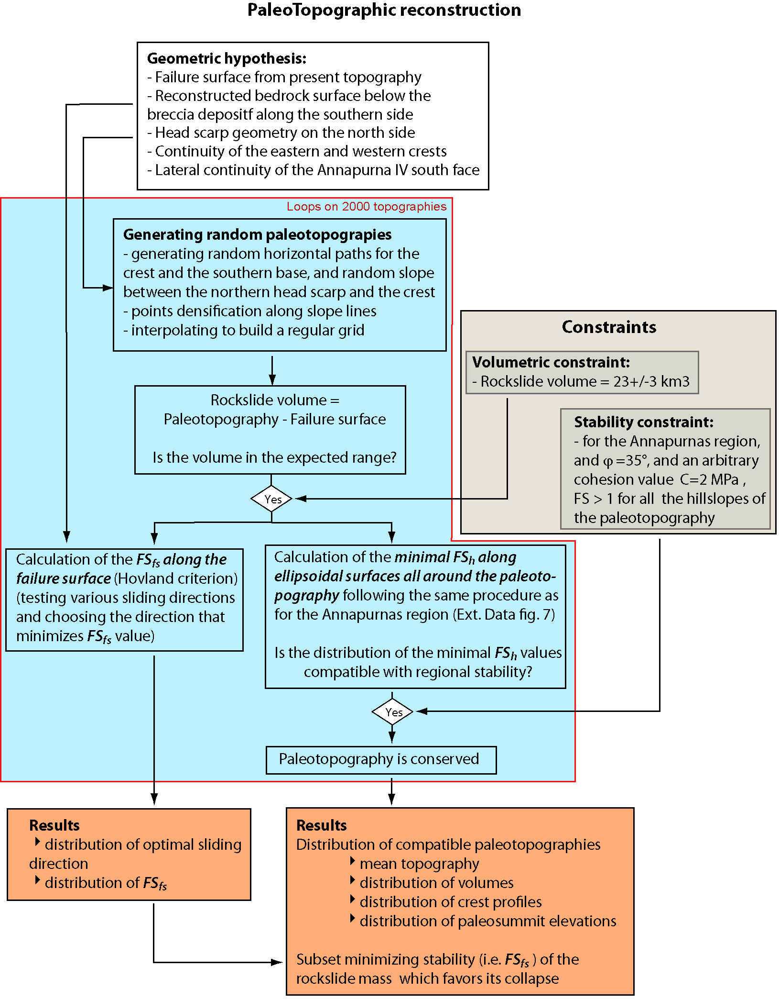 PaleoTopographic reconstruction
Geometric hypothesis:
- Failure surface from present topography
- Reconstructed bedrock surface below the
breccia depositf along the southern side
- Head scarp geometry on the north side
- Continuity of the eastern and western crests
- Lateral continuity of the Annapurna IV south face
Loops on 2000 topographies
Generating random paleotopograpies
- generating random horizontal paths for the
crest and the southern base, and random slope
between the northern head scarp and the crest
- points densification along slope lines
- interpolating to build a regular grid
Constraints
Volumetric constraint:
- Rockslide volume = 23+/-3 km3
Stability constraint:
- for the Annapurnas region,
and φ =35°, and an arbitrary
cohesion value C=2 MPa ,
FS > 1 for all the hillslopes of
the paleotopography
Rockslide volume =
Paleotopography - Failure surface
Is the volume in the expected range?
Yes
Calculation of the FSfs along the
failure surface (Hovland criterion)
(testing various sliding directions
and choosing the direction that
minimizes FSfs value)
Calculation of the minimal FSh along
ellipsoidal surfaces all around the paleoto-
pography following the same procedure as
for the Annapurnas region (Ext. Data fig. 7)
Is the distribution of the minimal FSh values
compatible with regional stability?
Yes
Paleotopography is conserved
Results
‣ distribution of optimal sliding
direction
‣ distribution of FSfs
Results
Distribution of compatible paleotopographies
‣ mean topography
‣ distribution of volumes
‣ distribution of crest profiles
‣ distribution of paleosummit elevations
Subset minimizing stability (i.e. FSfs ) of the
rockslide mass which favors its collapse